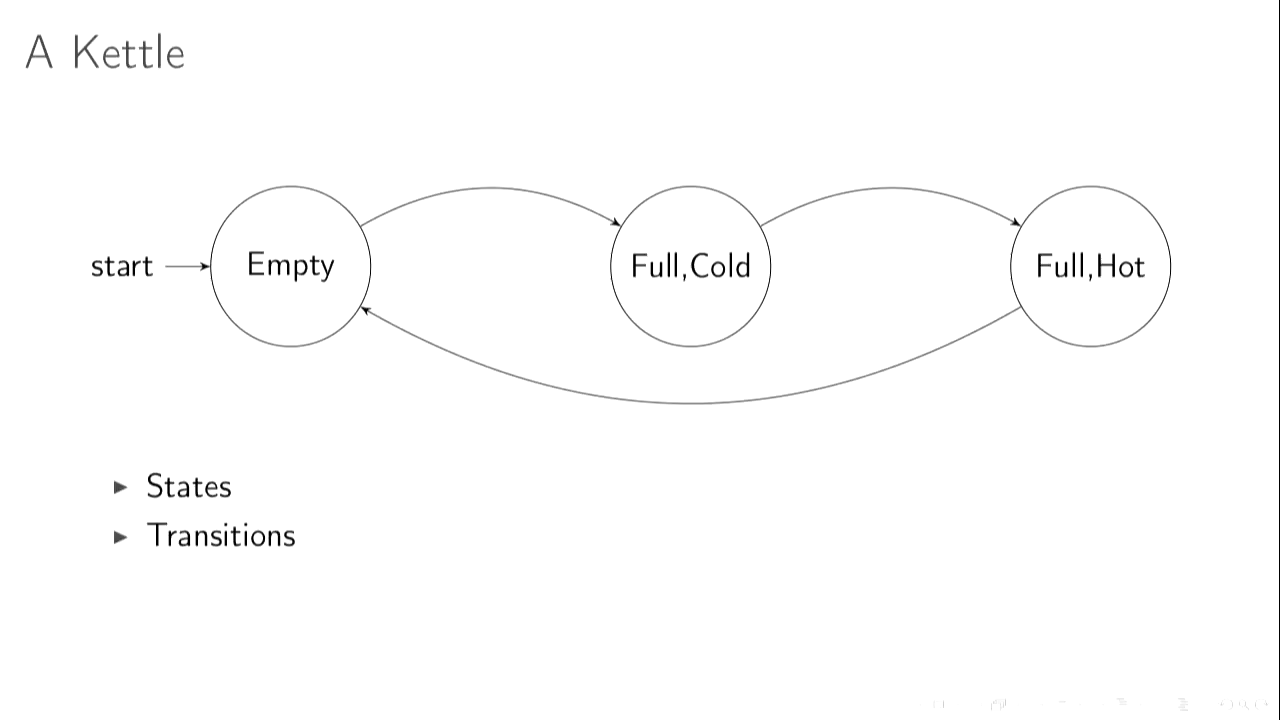 A Kettle
start
Empty
Full,Cold
Full,Hot
States
Transitions